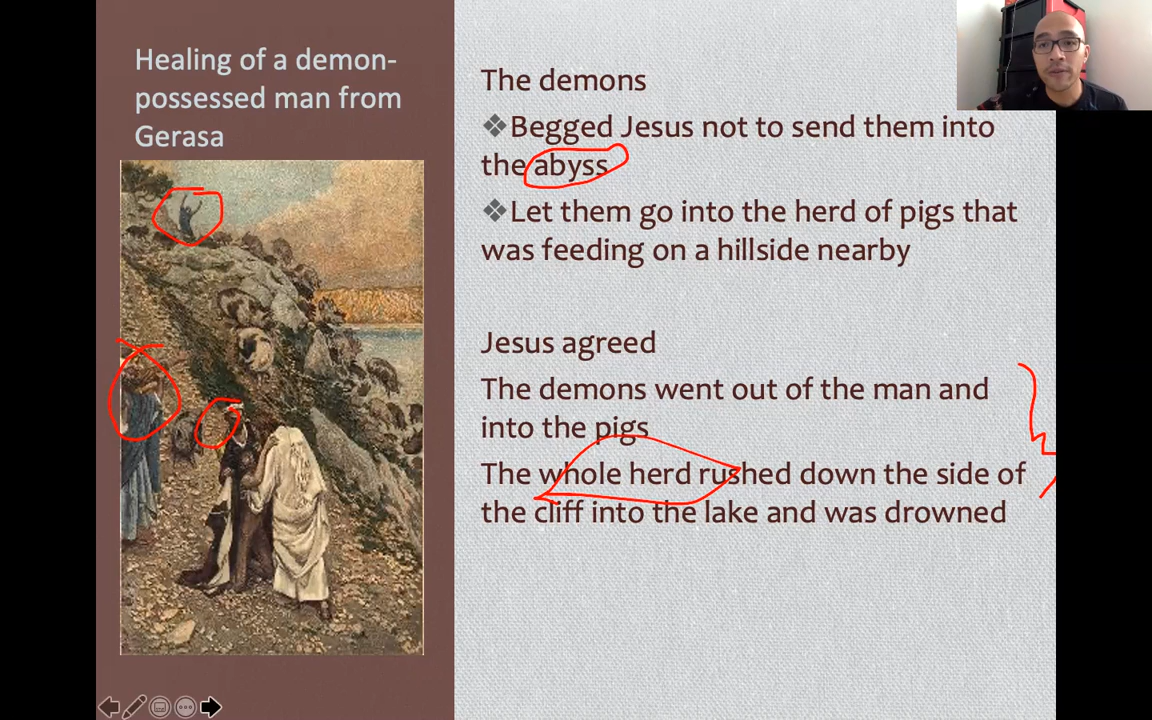 Healing of a demon-
possessed man from
Gerasa
The demons
❖Begged Jesus not to send them into
the abyss
❖Let them go into the herd of pigs that
was feeding on a hillside nearby
Jesus agreed
The demons went out of the man and
into the pigs
The whole herd rushed down the side of
the cliff into the lake and was drowned